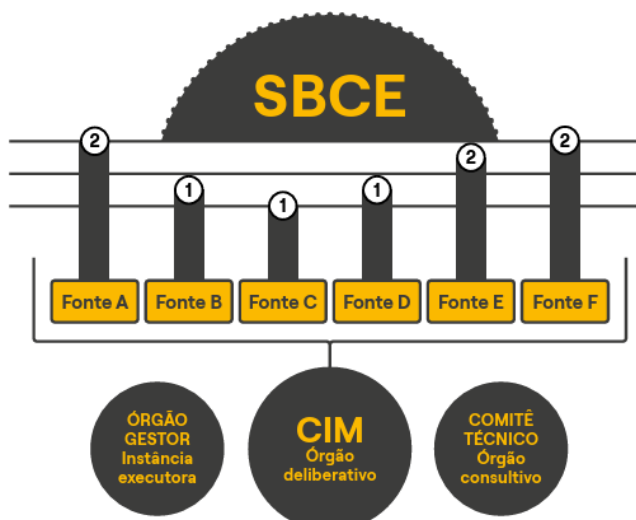 SBCE
2
1
1
1
2
2
Fonte A
Fonte B
Fonte C
Fonte D
Fonte E
Fonte F
ÓRGÃO
GESTOR
Instância
executora
CIM
Órgão
deliberativo
COMITÊ
TÉCNICO
Órgão
consultivo